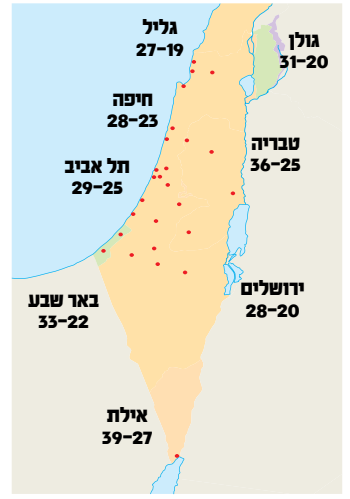 גליל
27-19
גולן
31-20
חיפה
28-23
טבריה
36-25
תל אביב
29-25
ירושלים
28-20
באר שבע
33-22
אילת
39-27